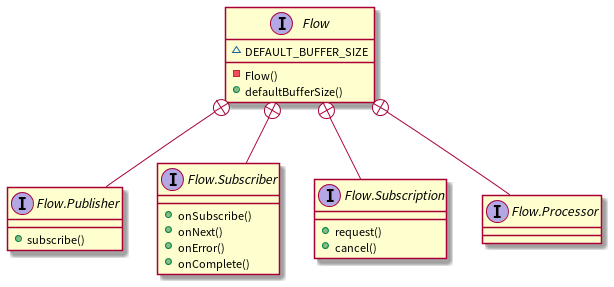 I Flow
DEFAULT_BUFFER_SIZE
Flow()
defaultBufferSize()
I Flow.Publisher
subscribe()
I Flow.Subscriber
onSubscribe()
onNext()
onError()
onComplete()
I Flow.Subscription
request()
cancel()
I Flow.Processor